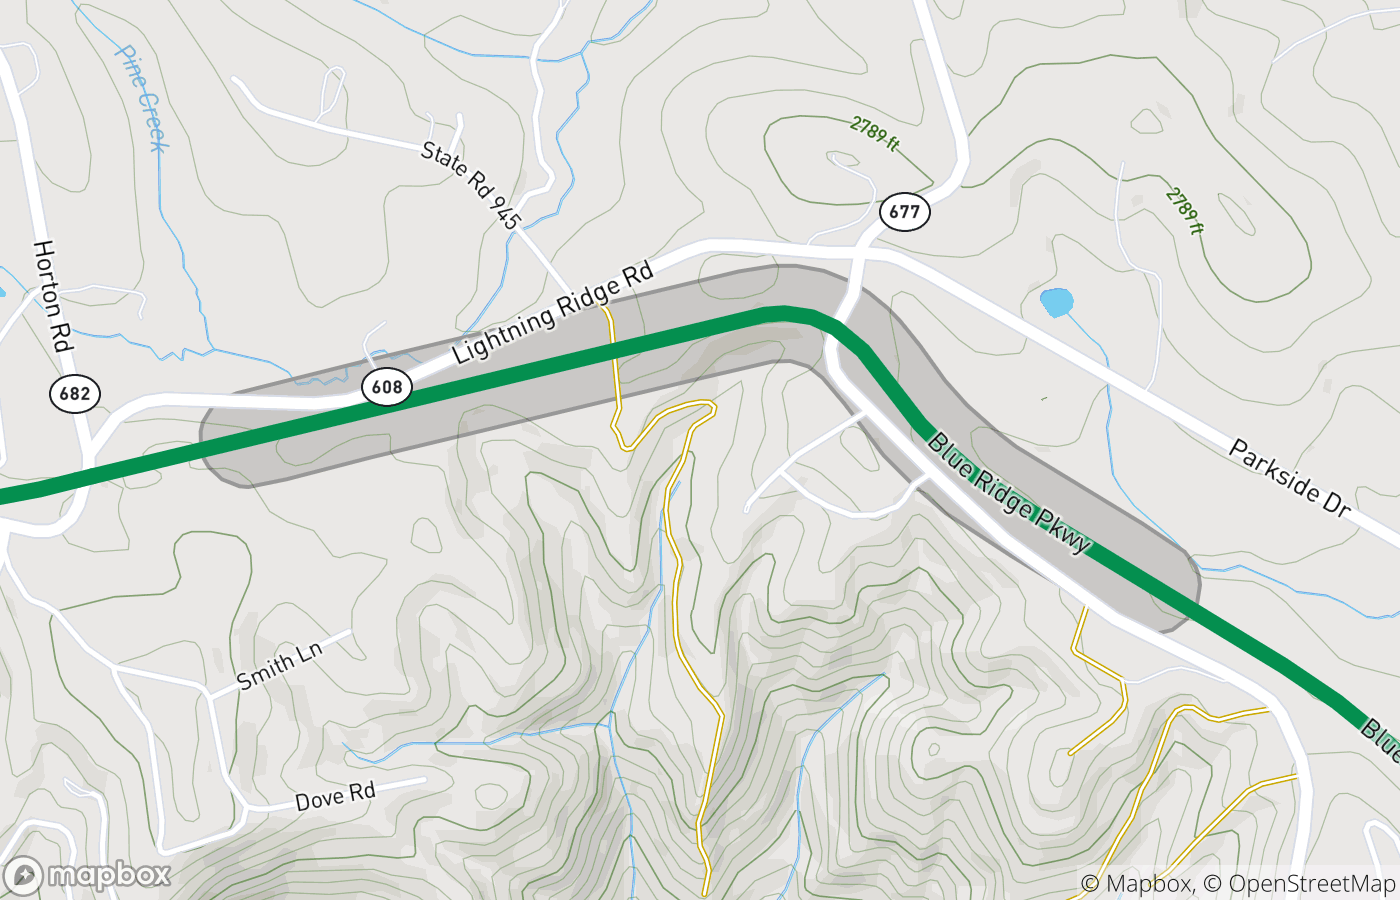 Pine Creek
2789 ft
State Rd 945
2789 ft
677
Horton Rd
Lightning Ridge Rd
682
608
Blue Ridge Pkwy
Parkside Dr
Smith Ln
Blue
Dove Rd
mapbox
© Mapbox, © OpenStreetMap